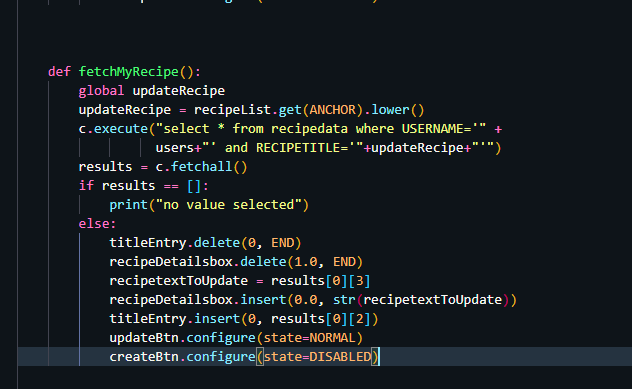 def fetchMyRecipe():
global updateRecipe
updateRecipe = recipeList.get(ANCHOR).lower()
c.execute("select * from recipedata where USERNAME='" +
users+"' and RECIPETITLE='"+updateRecipe+"'")
results = c.fetchall()
if results == []:
print("no value selected")
else:
titleEntry.delete(0, END)
recipeDetailsbox.delete(1.0, END)
recipetextToUpdate = results[0][3]
recipeDetailsbox.insert(0.0, str(recipetextToUpdate))
titleEntry.insert(0, results[0][2])
updateBtn.configure(state=NORMAL)
createBtn.configure(state=DISABLED)